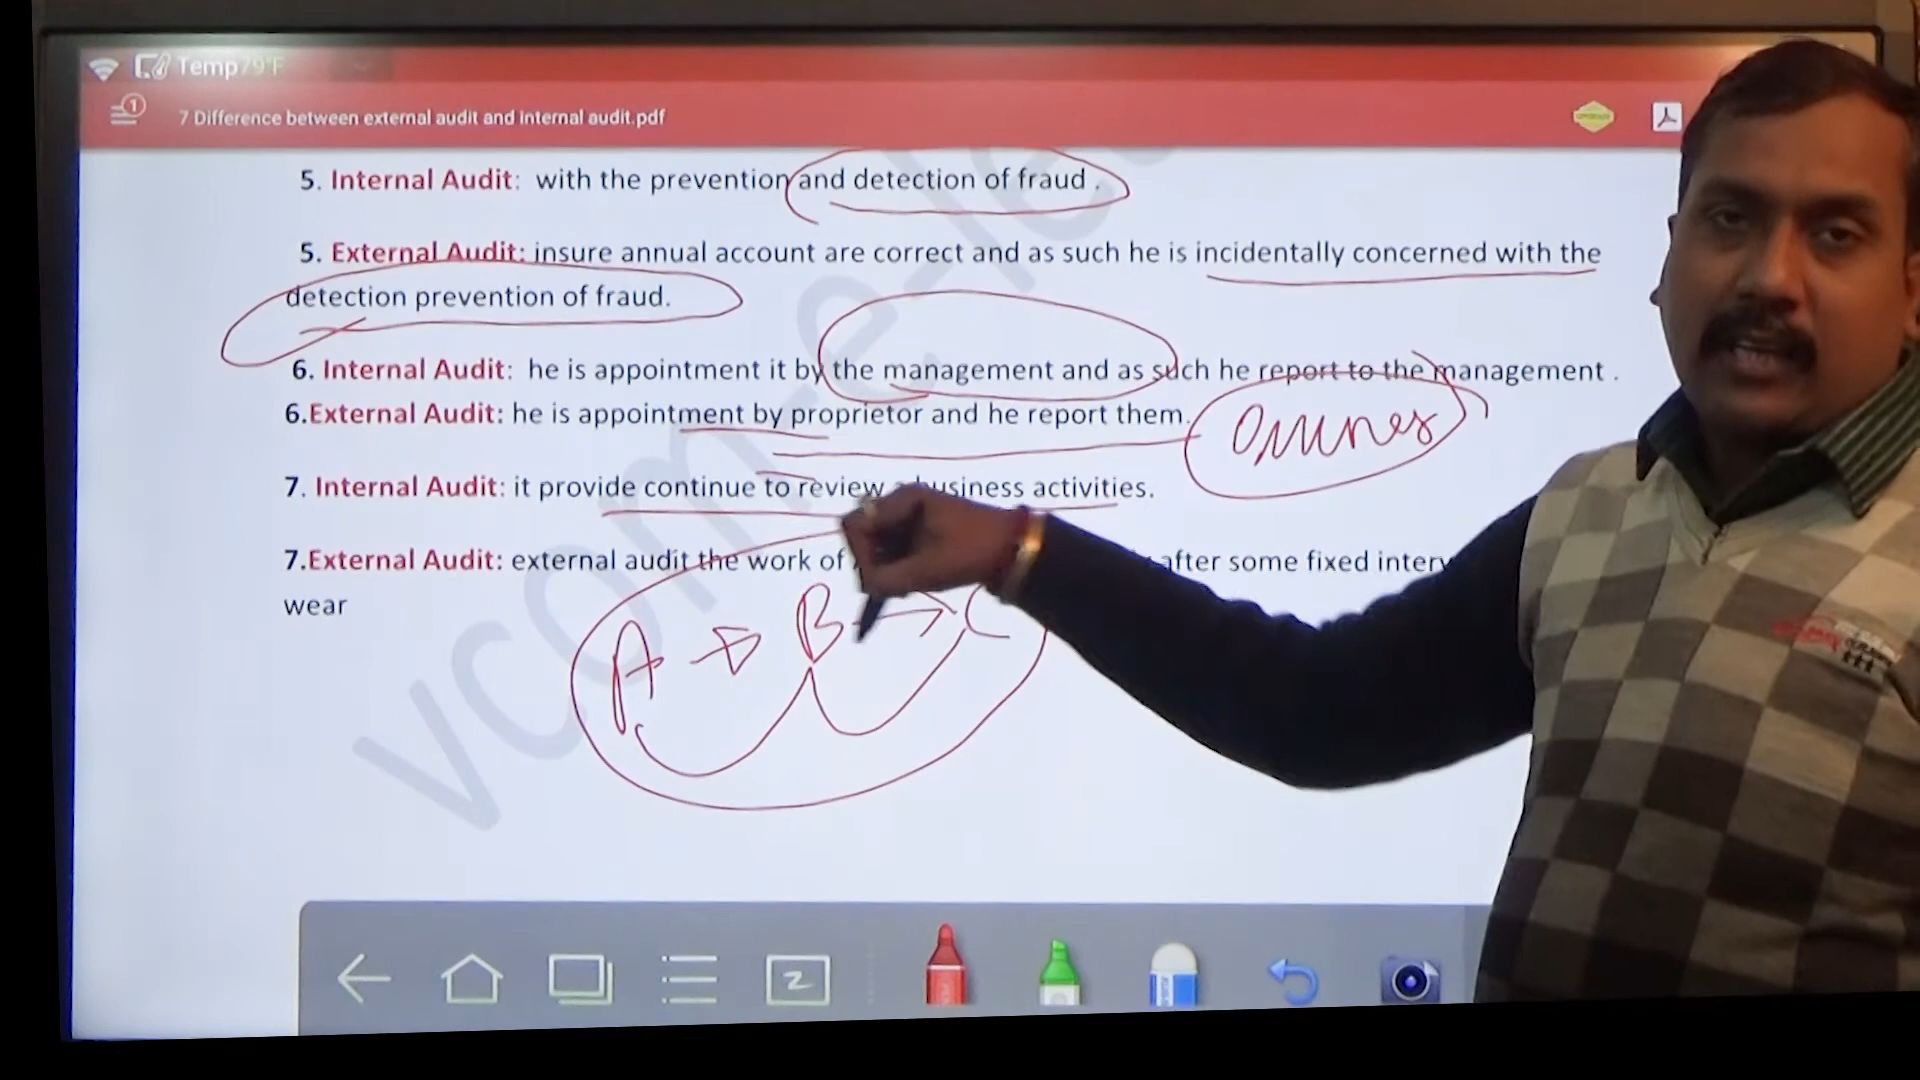 Temp79°F
7 Difference between external audit and internal audit.pdf
5. Internal Audit: with the prevention and detection of fraud .
5. External Audit: insure annual account are correct and as such he is incidentally concerned with the
detection prevention of fraud.
6. Internal Audit: he is appointment it by the management and as such he report to the management .
6.External Audit: he is appointment by proprietor and he report them.
7. Internal Audit: it provide continue to review business activities.
7.External Audit: external audit the work of after some fixed
wear
A → B → C